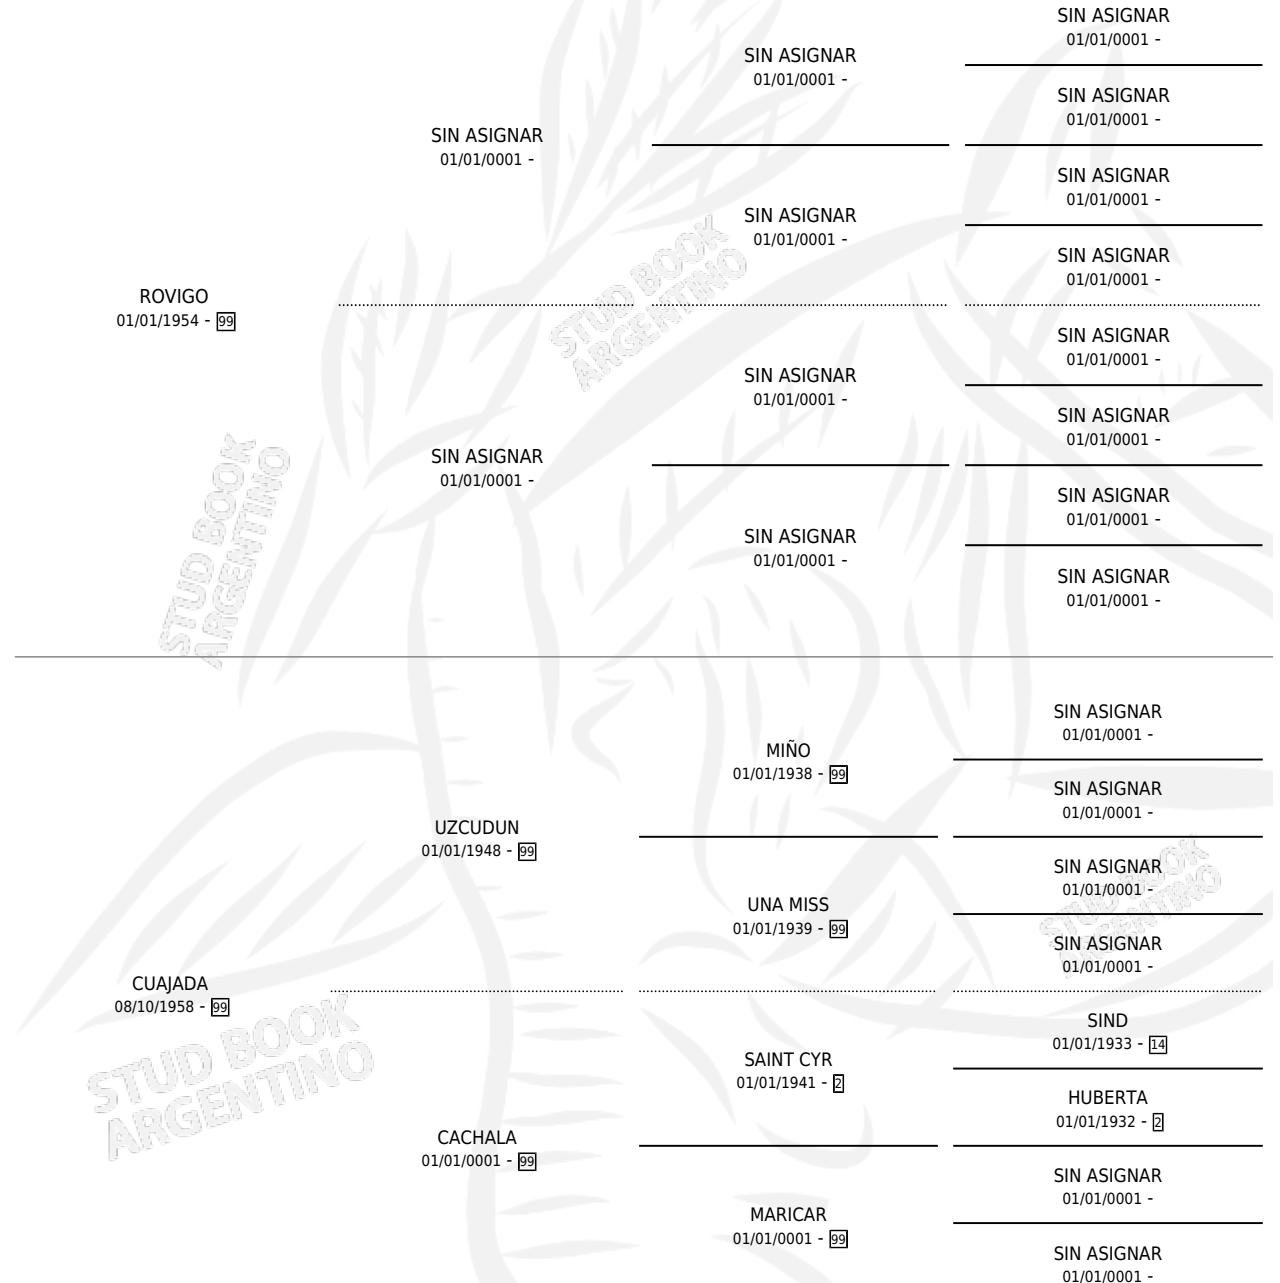 SIN ASIGNAR
01/01/0001 -
SIN ASIGNAR
01/01/0001 -
SIN ASIGNAR
01/01/0001 -
SIN ASIGNAR
01/01/0001 -
SIN ASIGNAR
01/01/0001 -
SIN ASIGNAR
01/01/0001 -
SIN ASIGNAR
01/01/0001 -
STUD BOOK
ARGENTINO
ROVIGO
01/01/1954 - 99
SIN ASIGNAR
01/01/0001 -
SIN ASIGNAR
01/01/0001 -
SIN ASIGNAR
01/01/0001 -
SIN ASIGNAR
01/01/0001 -
SIN ASIGNAR
01/01/0001 -
SIN ASIGNAR
01/01/0001 -
SIN ASIGNAR
01/01/0001 -
STUD BOOK
ARGENTINO
SIN ASIGNAR
01/01/0001 -
MIÑO
01/01/1938 - 99
SIN ASIGNAR
01/01/0001 -
UZCUDUN
01/01/1948 - 99
SIN ASIGNAR
01/01/0001 -
UNA MISS
01/01/1939 - 99
SIN ASIGNAR
01/01/0001 -
STUD BOOK
ARGENTINO
CUAJADA
08/10/1958 - 99
SIND
01/01/1933 - 14
SAINT CYR
01/01/1941 - 2
HUBERTA
01/01/1932 - 2
STUD BOOK
ARGENTINO
CACHALA
01/01/0001 - 99
SIN ASIGNAR
01/01/0001 -
MARICAR
01/01/0001 - 99
SIN ASIGNAR
01/01/0001 -